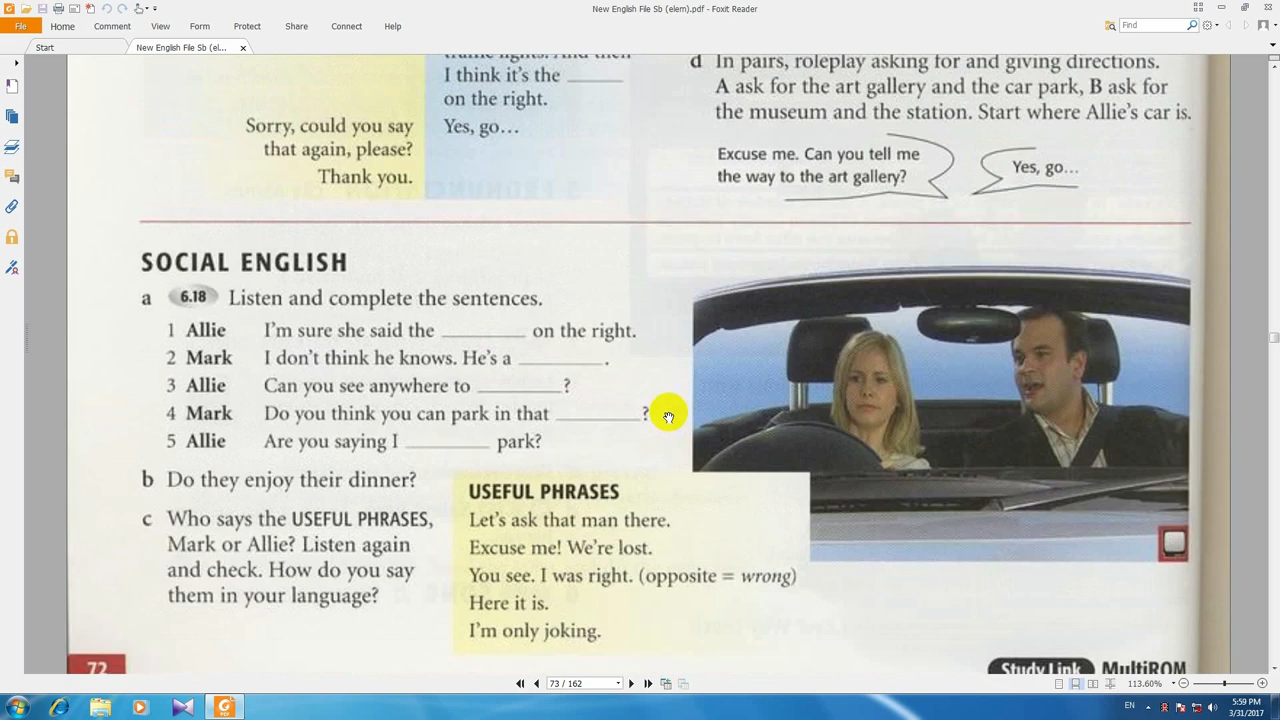 New English File Sb (elern).pdf - Foxit Reader
File Home Comment View Form Protect Share Connect Help
Find
Start
New English File Sb (el...
I think it's the ______
on the right.
Sorry, could you say
that again, please?
Yes, go...
Thank you.
d In pairs, roleplay asking for and giving directions.
A ask for the art gallery and the car park, B ask for
the museum and the station. Start where Allie's car is.
Excuse me. Can you tell me
the way to the art gallery?
Yes, go...
SOCIAL ENGLISH
a 6.18 Listen and complete the sentences.
1 Allie I'm sure she said the ________ on the right.
2 Mark I don't think he knows. He's a ________ .
3 Allie Can you see anywhere to ________ ?
4 Mark Do you think you can park in that ________ ?
5 Allie Are you saying I ________ park?
b Do they enjoy their dinner?
c Who says the USEFUL PHRASES,
Mark or Allie? Listen again
and check. How do you say
them in your language?
USEFUL PHRASES
Let's ask that man there.
Excuse me! We're lost.
You see. I was right. (opposite = wrong)
Here it is.
I'm only joking.
72
Study Link MultiROM
73 / 162
113.60%
EN
5:59 PM
3/31/2017